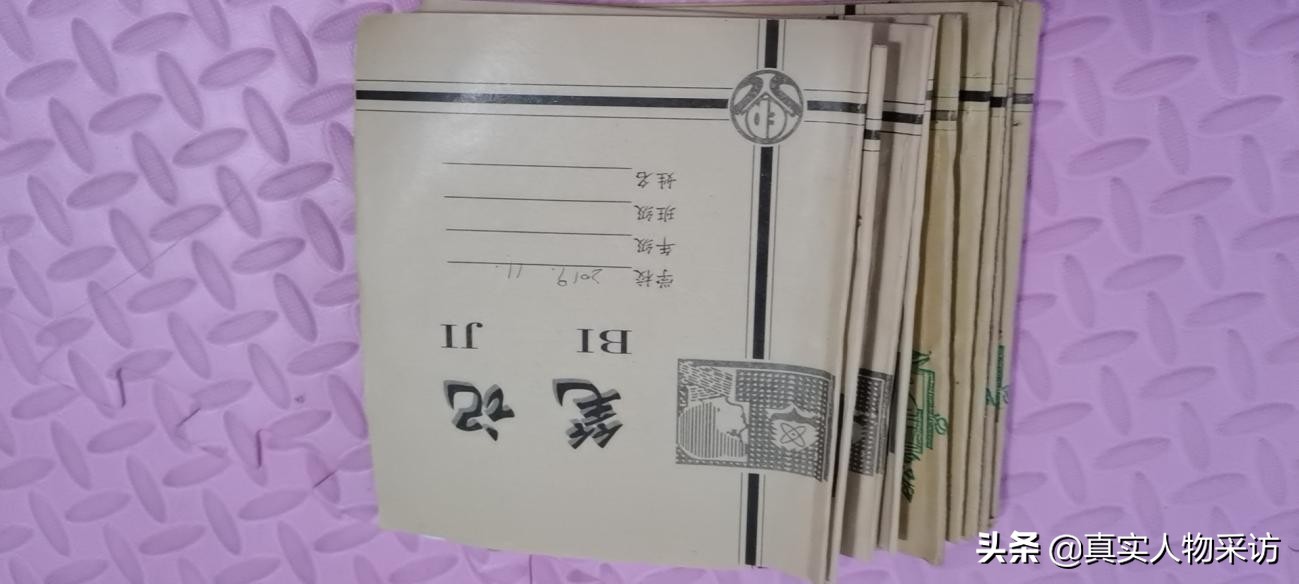 笔记
BI JI
学校 2019. 11.
年级
班级
姓名
头条 @真实人物采访